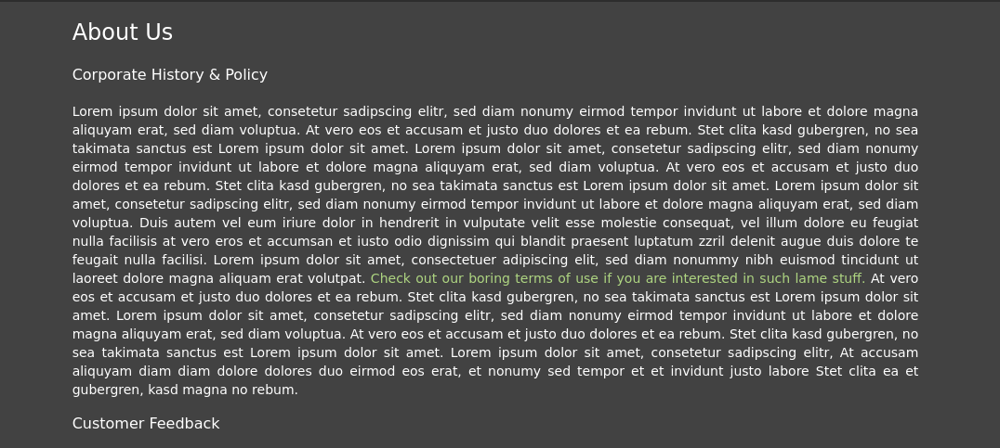 About Us
Corporate History & Policy
Lorem ipsum dolor sit amet, consetetur sadipscing elitr, sed diam nonumy eirmod tempor invidunt ut labore et dolore magna
aliquyam erat, sed diam voluptua. At vero eos et accusam et justo duo dolores et ea rebum. Stet clita kasd gubergren, no sea
takimata sanctus est Lorem ipsum dolor sit amet. Lorem ipsum dolor sit amet, consetetur sadipscing elitr, sed diam nonumy
eirmod tempor invidunt ut labore et dolore magna aliquyam erat, sed diam voluptua. At vero eos et accusam et justo duo
dolores et ea rebum. Stet clita kasd gubergren, no sea takimata sanctus est Lorem ipsum dolor sit amet. Lorem ipsum dolor sit
amet, consetetur sadipscing elitr, sed diam nonumy eirmod tempor invidunt ut labore et dolore magna aliquyam erat, sed diam
voluptua. Duis autem vel eum iriure dolor in hendrerit in vulputate velit esse molestie consequat, vel illum dolore eu feugiat
nulla facilisis at vero eros et accumsan et iusto odio dignissim qui blandit praesent luptatum zzril delenit augue duis dolore te
feugait nulla facilisi. Lorem ipsum dolor sit amet, consectetuer adipiscing elit, sed diam nonummy nibh euismod tincidunt ut
laoreet dolore magna aliquam erat volutpat. Check out our boring terms of use if you are interested in such lame stuff. At vero
eos et accusam et justo duo dolores et ea rebum. Stet clita kasd gubergren, no sea takimata sanctus est Lorem ipsum dolor sit
amet. Lorem ipsum dolor sit amet, consetetur sadipscing elitr, sed diam nonumy eirmod tempor invidunt ut labore et dolore
magna aliquyam erat, sed diam voluptua. At vero eos et accusam et justo duo dolores et ea rebum. Stet clita kasd gubergren, no
sea takimata sanctus est Lorem ipsum dolor sit amet. Lorem ipsum dolor sit amet, consetetur sadipscing elitr, At accusam
aliquyam diam diam dolore dolores duo eirmod eos erat, et nonumy sed tempor et et invidunt justo labore Stet clita ea et
gubergren, kasd magna no rebum.
Customer Feedback